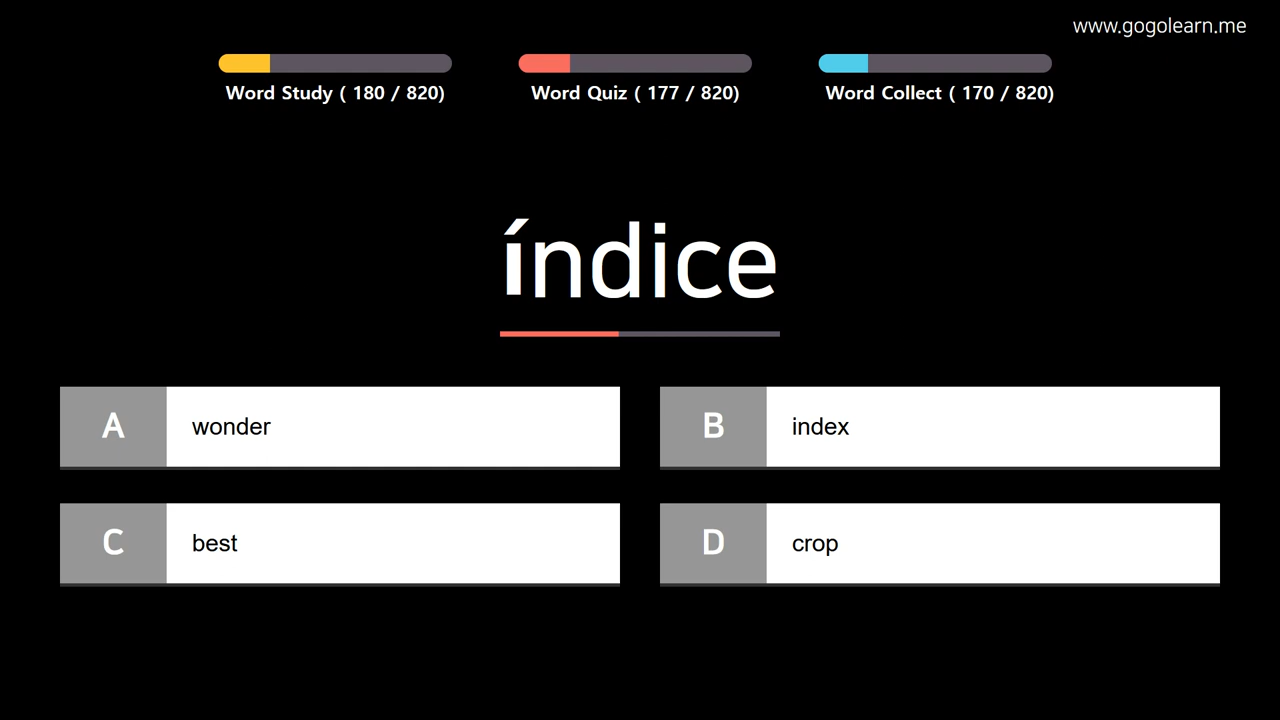 www.gogolearn.me
Word Study ( 180 / 820)
Word Quiz ( 177 / 820)
Word Collect ( 170 / 820)
índice
A
wonder
B
index
C
best
D
crop